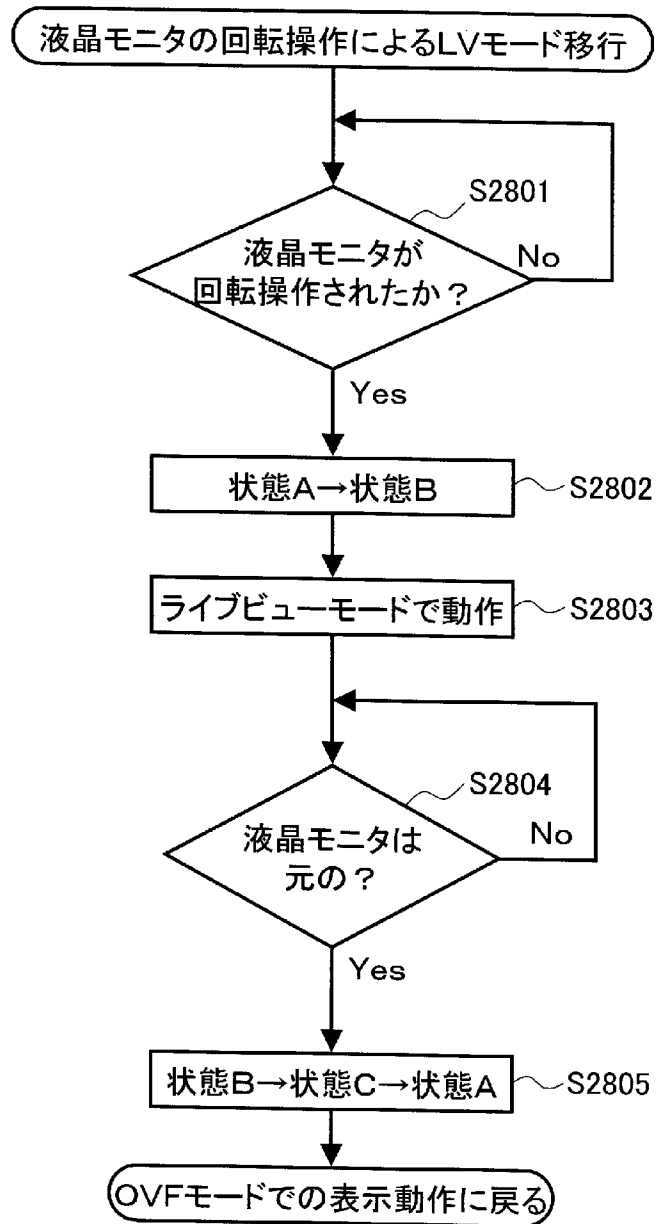 液晶モニタの回転操作によるLVモード移行
S2801
液晶モニタが
回転操作されたか？
No
Yes
状態A→状態B
S2802
ライブビューモードで動作
S2803
S2804
液晶モニタは
元の？
No
Yes
状態B→状態C→状態A
S2805
OVFモードでの表示動作に戻る